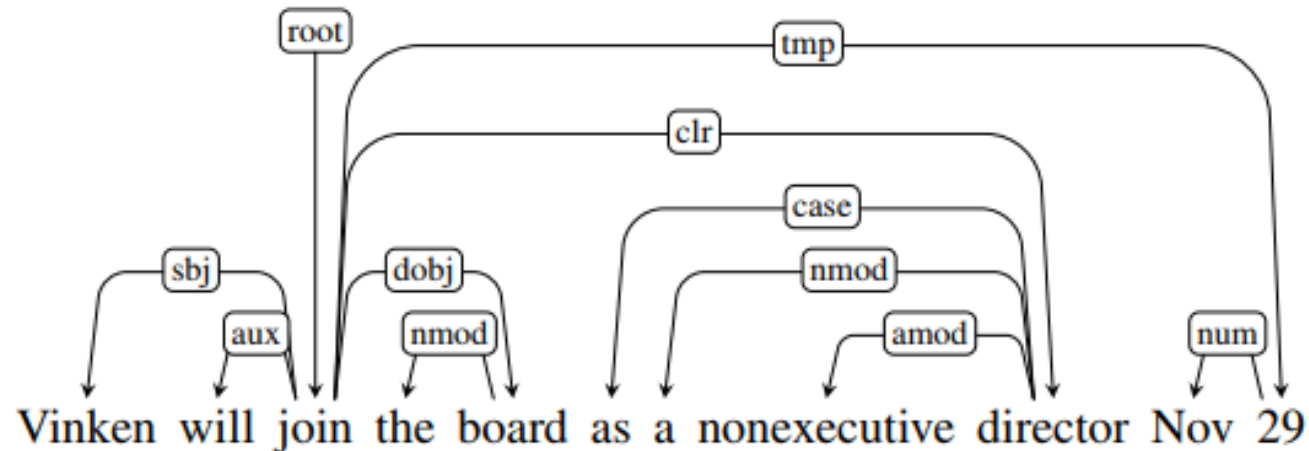 root
tmp
clr
case
sbj dobj nmod
aux nmod amod num
Vinken will join the board as a nonexecutive director Nov 29